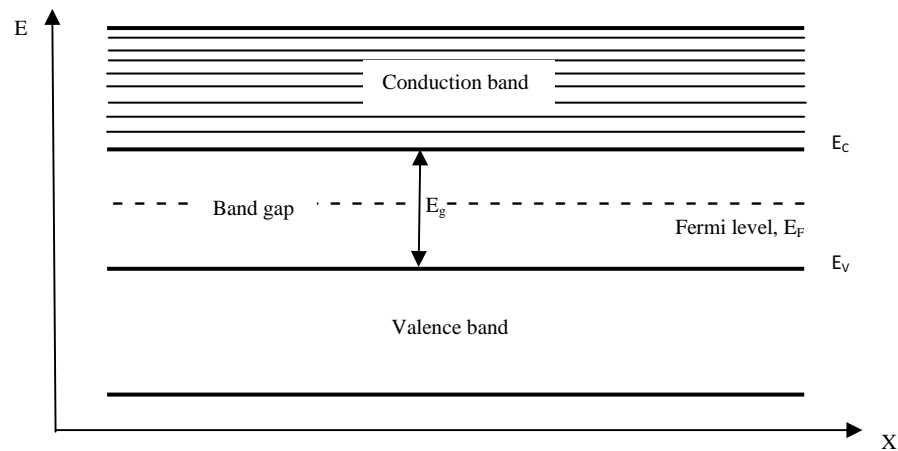 E
Conduction band
E_C
Band gap
E_g
Fermi level, E_F
E_V
Valence band
X